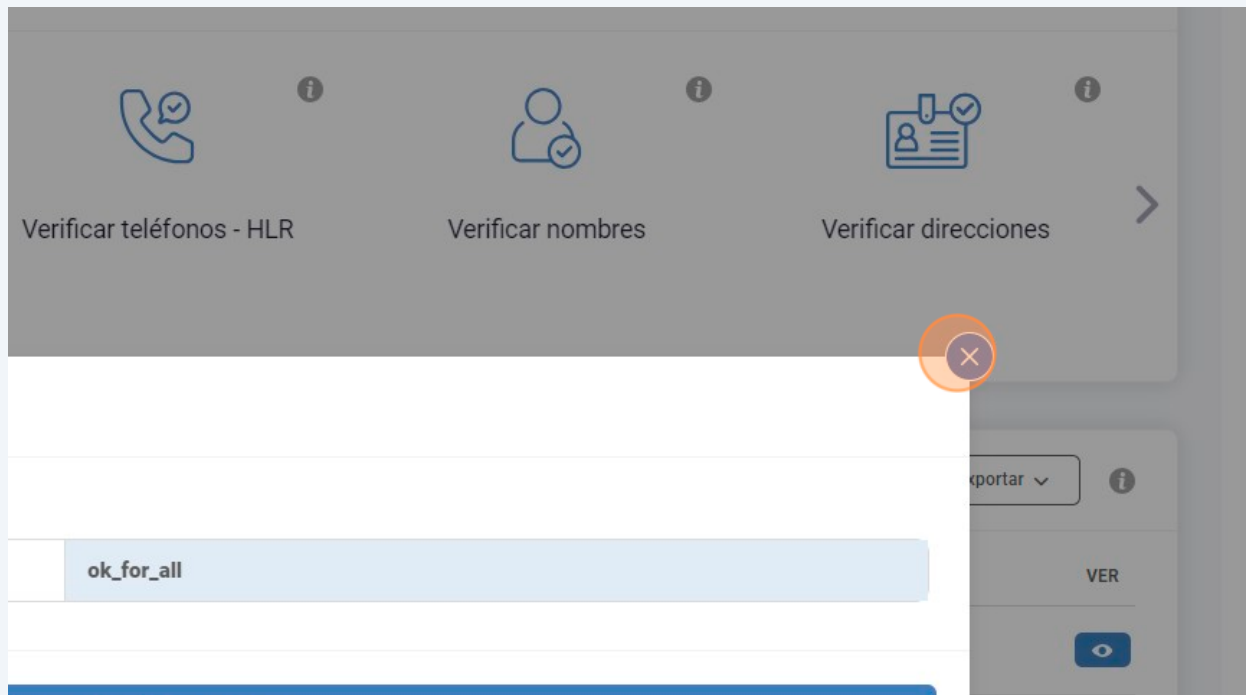 Verificar teléfonos - HLR
Verificar nombres
Verificar direcciones
xportar
ok_for_all
VER